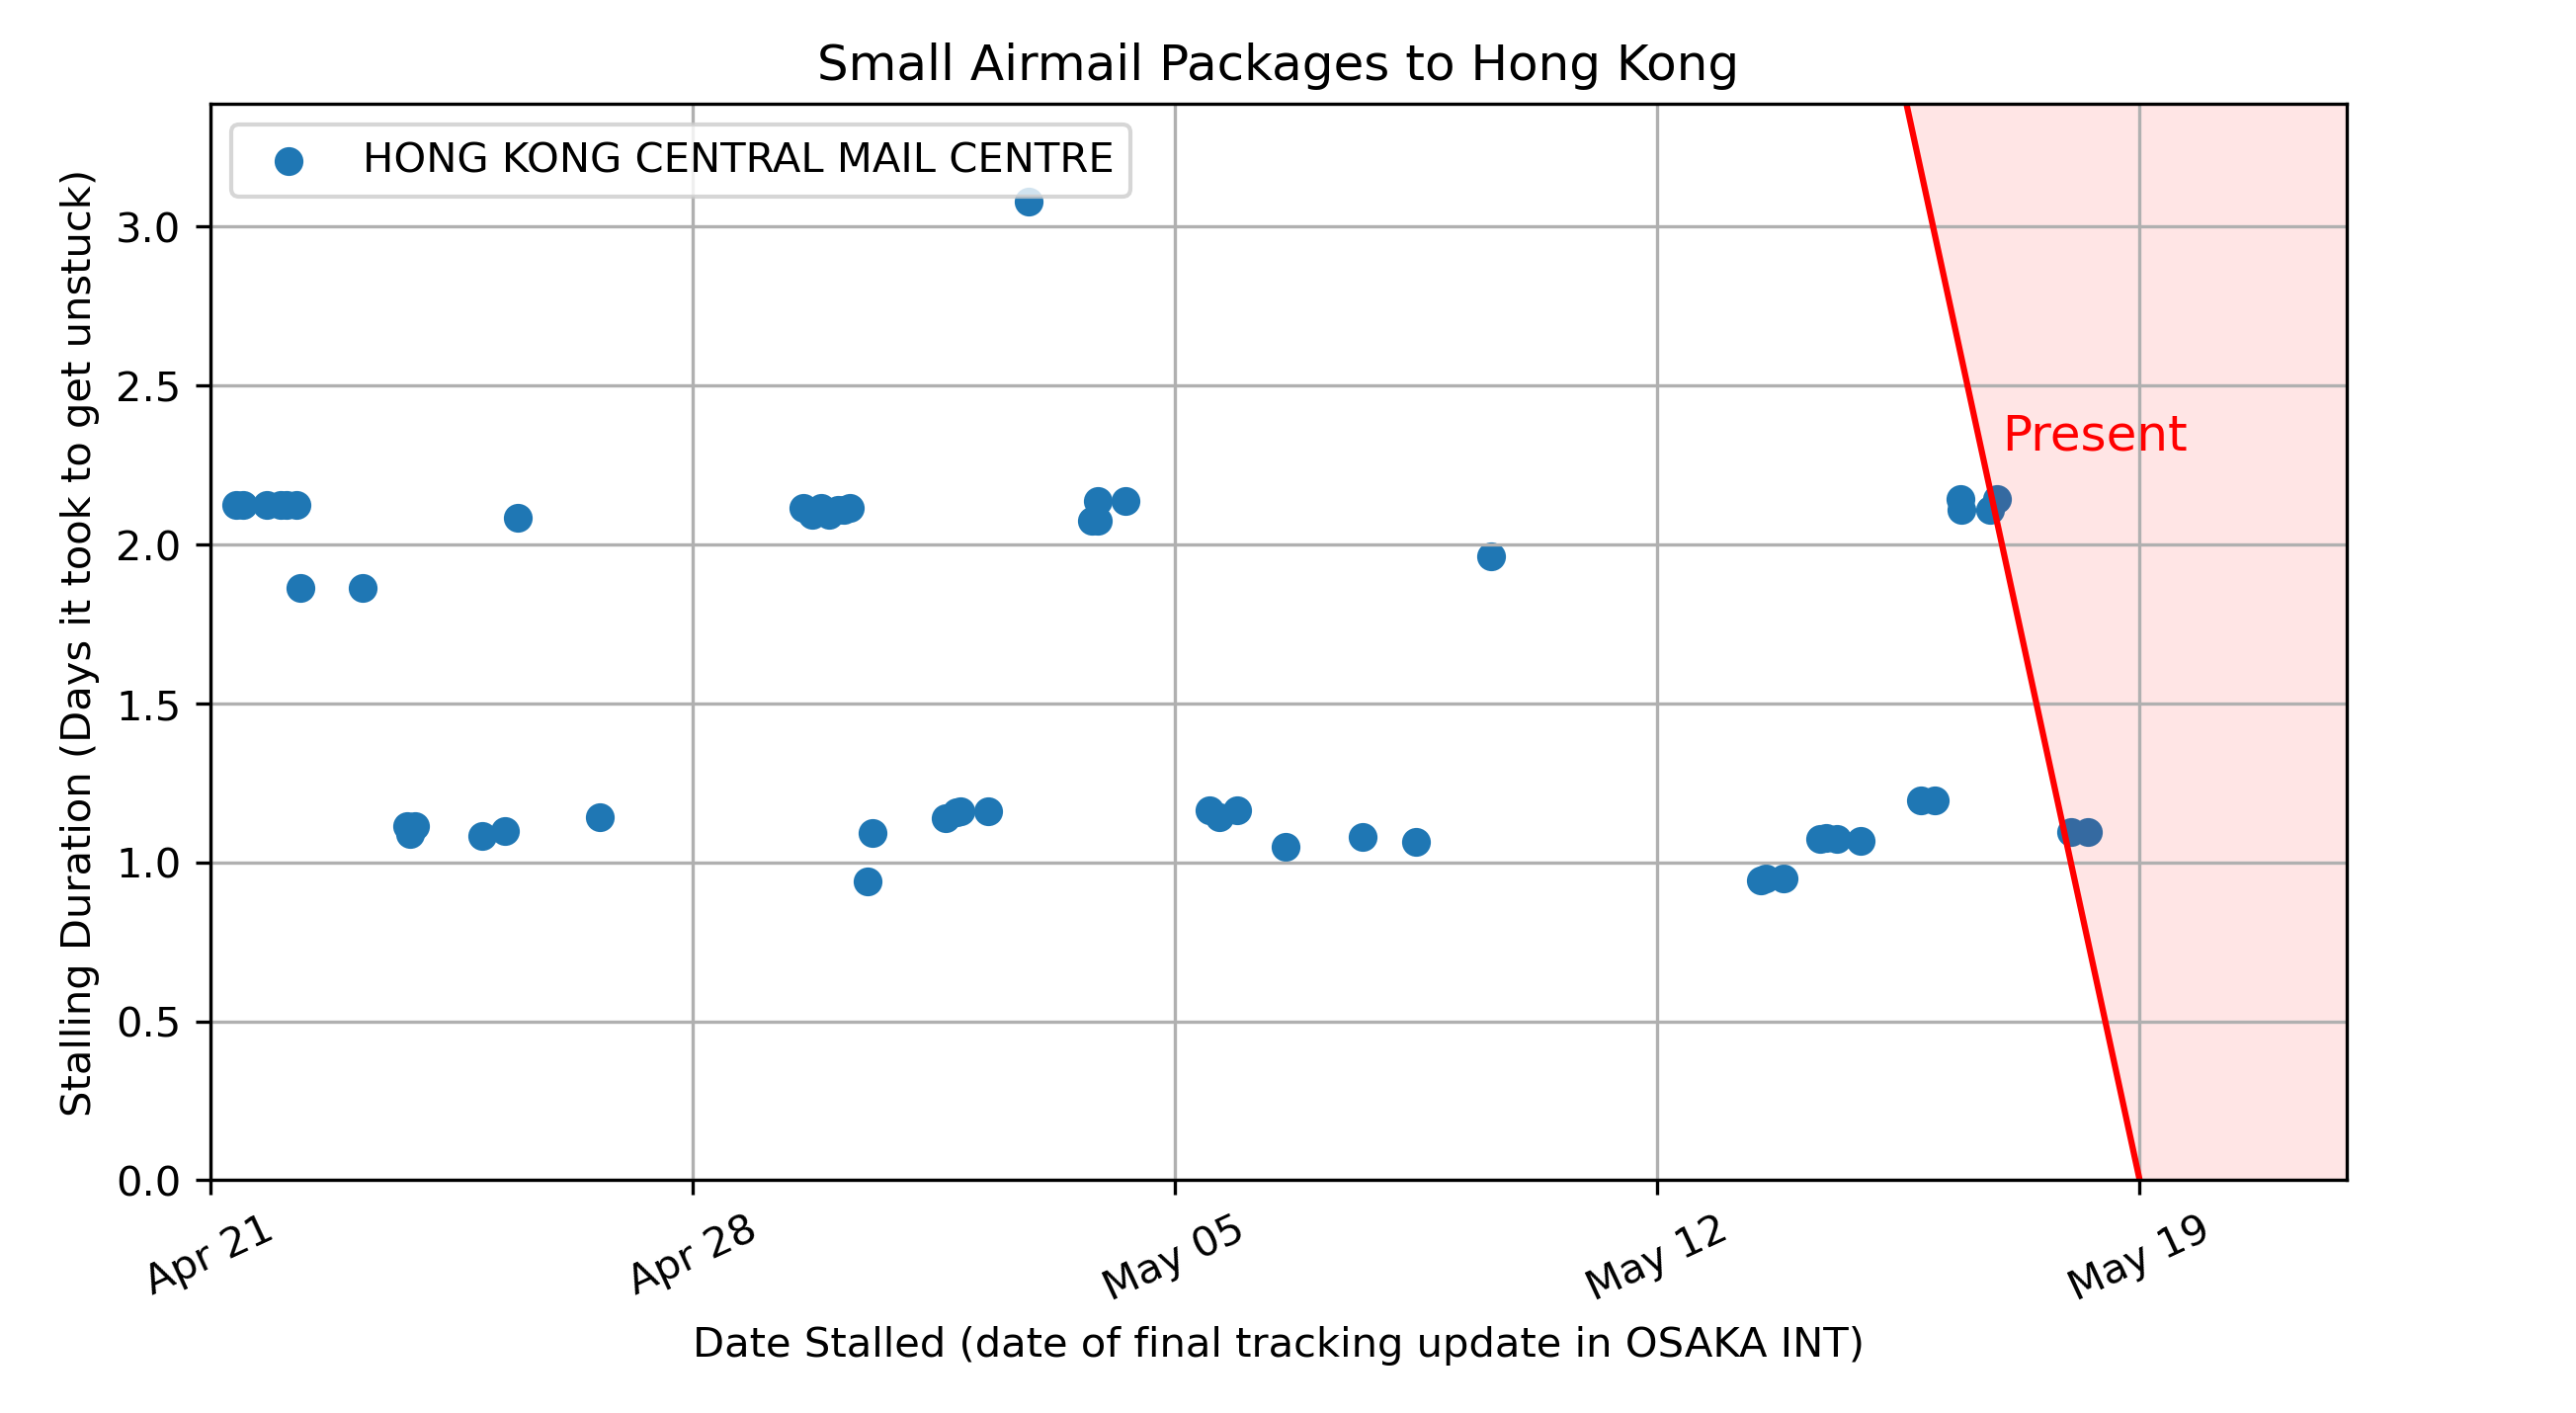 Small Airmail Packages to Hong Kong
HONG KONG CENTRAL MAIL CENTRE
Present
Stalling Duration (Days it took to get unstuck)
3.0
2.5
2.0
1.5
1.0
0.5
0.0
Apr 21
Apr 28
May 05
May 12
May 19
Date Stalled (date of final tracking update in OSAKA INT)